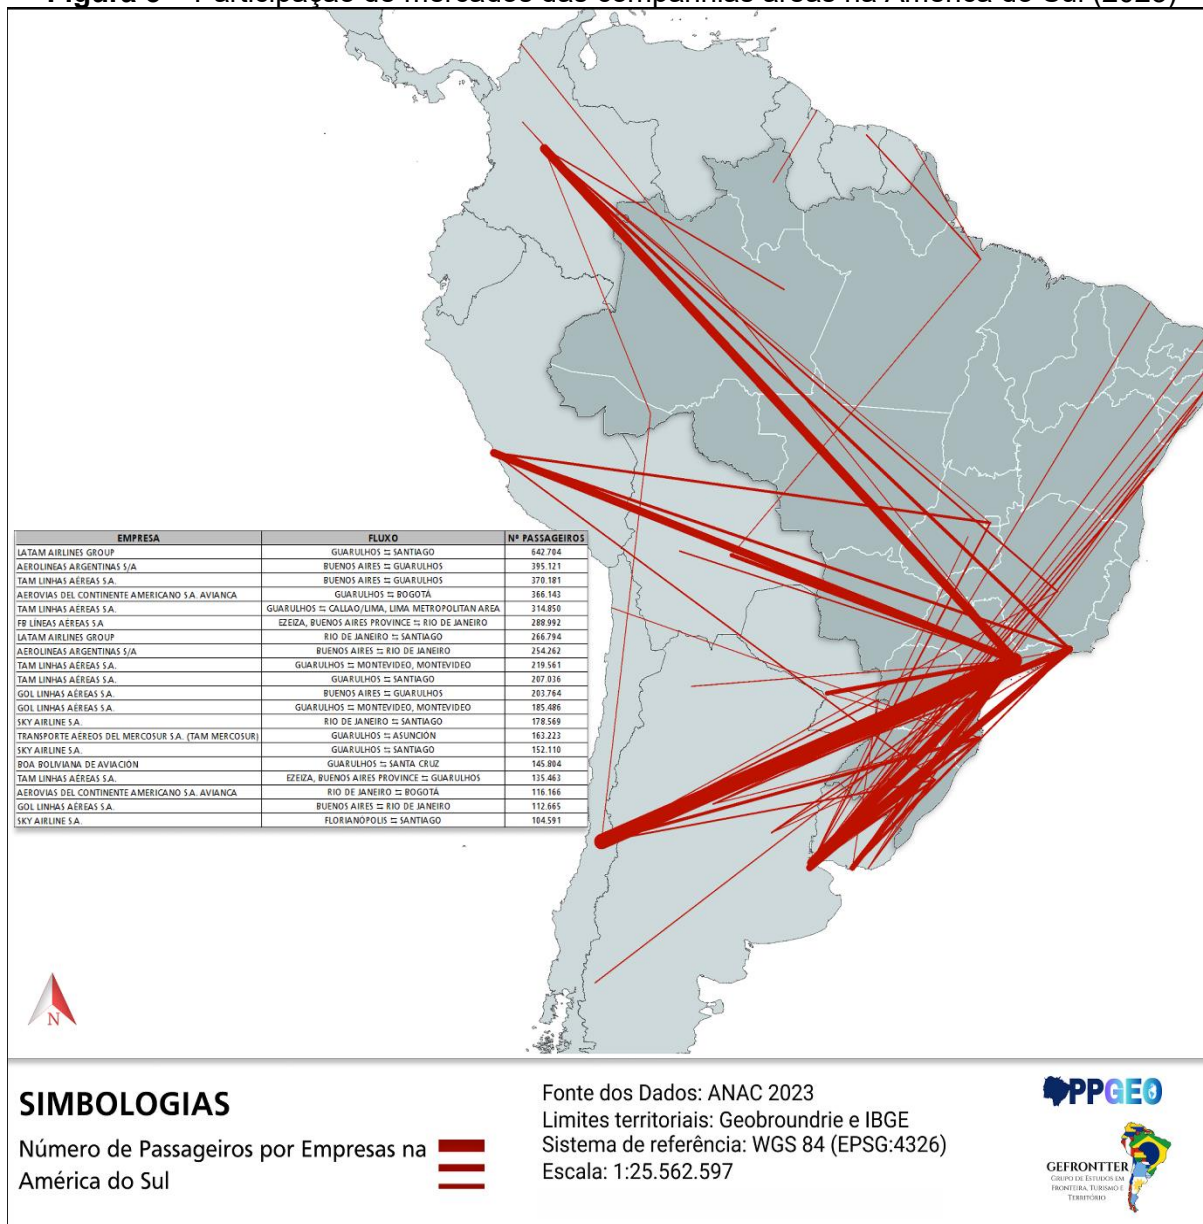 Figura 3 – Participação de mercados das companhias áreas na América do Sul (2023)
EMPRESA FLUXO Nº PASSAGEIROS
LATAM AIRLINES GROUP GUARULHOS ⇆ SANTIAGO 642.704
AEROLINEAS ARGENTINAS S/A BUENOS AIRES ⇆ GUARULHOS 395.121
TAM LINHAS AÉREAS S.A. BUENOS AIRES ⇆ GUARULHOS 370.181
AEROVIAS DEL CONTINENTE AMERICANO S.A. AVIANCA GUARULHOS ⇆ BOGOTÁ 366.143
TAM LINHAS AÉREAS S.A. GUARULHOS ⇆ CALLAO/LIMA, LIMA METROPOLITAN AREA 314.850
FB LÍNEAS AÉREAS S.A EZEIZA, BUENOS AIRES PROVINCE ⇆ RIO DE JANEIRO 288.992
LATAM AIRLINES GROUP RIO DE JANEIRO ⇆ SANTIAGO 266.794
AEROLINEAS ARGENTINAS S/A BUENOS AIRES ⇆ RIO DE JANEIRO 254.262
TAM LINHAS AÉREAS S.A. GUARULHOS ⇆ MONTEVIDEO, MONTEVIDEO 219.561
TAM LINHAS AÉREAS S.A. GUARULHOS ⇆ SANTIAGO 207.036
GOL LINHAS AÉREAS S.A. BUENOS AIRES ⇆ GUARULHOS 203.764
GOL LINHAS AÉREAS S.A. GUARULHOS ⇆ MONTEVIDEO, MONTEVIDEO 185.486
SKY AIRLINE S.A. RIO DE JANEIRO ⇆ SANTIAGO 178.569
TRANSPORTE AÉREOS DEL MERCOSUR S.A. (TAM MERCOSUR) GUARULHOS ⇆ ASUNCIÓN 163.223
SKY AIRLINE S.A. GUARULHOS ⇆ SANTIAGO 152.110
BOA BOLIVIANA DE AVIACIÓN GUARULHOS ⇆ SANTA CRUZ 145.804
TAM LINHAS AÉREAS S.A. EZEIZA, BUENOS AIRES PROVINCE ⇆ GUARULHOS 135.463
AEROVIAS DEL CONTINENTE AMERICANO S.A. AVIANCA RIO DE JANEIRO ⇆ BOGOTÁ 116.166
GOL LINHAS AÉREAS S.A. BUENOS AIRES ⇆ RIO DE JANEIRO 112.665
SKY AIRLINE S.A. FLORIANÓPOLIS ⇆ SANTIAGO 104.591
N
SIMBOLOGIAS
Número de Passageiros por Empresas na
América do Sul
Fonte dos Dados: ANAC 2023
Limites territoriais: Geobroundrie e IBGE
Sistema de referência: WGS 84 (EPSG:4326)
Escala: 1:25.562.597
PPGEO
GEFRONTTER
GRUPO DE ESTUDOS EM
FRONTEIRA, TURISMO E
TERRITÓRIO